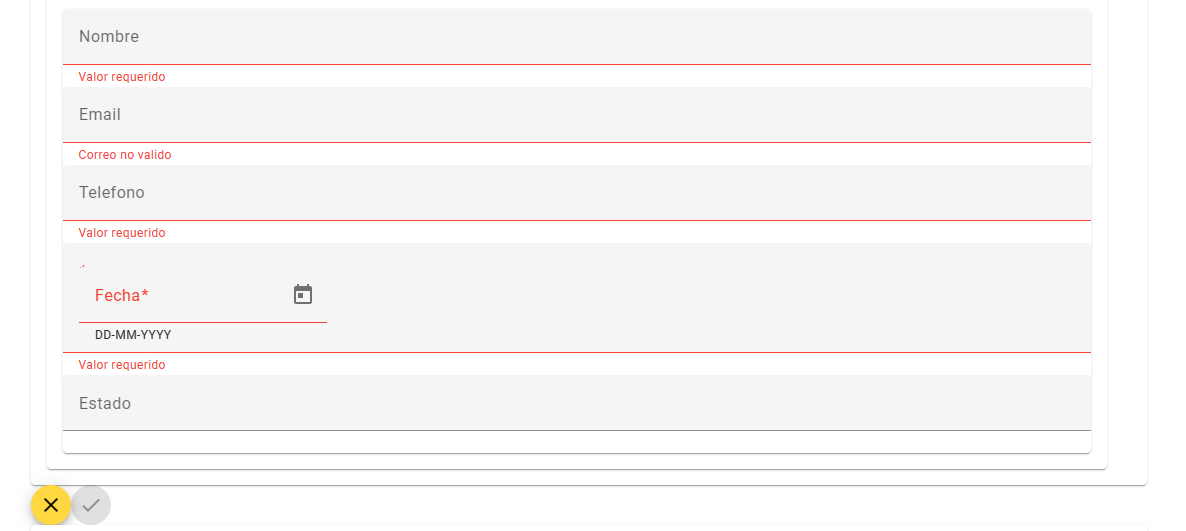 Nombre
Valor requerido
Email
Correo no valido
Telefono
Valor requerido
Fecha*
DD-MM-YYYY
Valor requerido
Estado